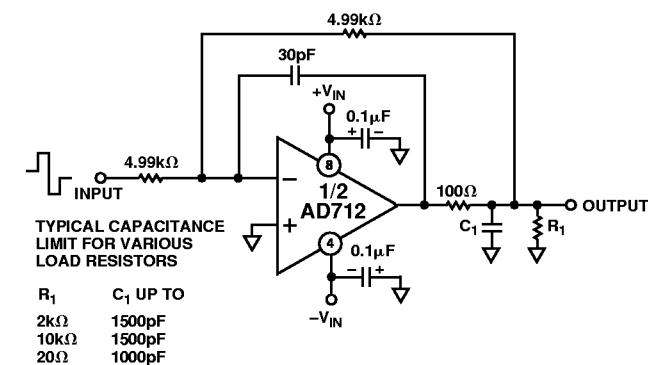 4.99kΩ
30pF
+VIN
0.1µF
+ −
4.99kΩ
8
INPUT
−
1/2
AD712
100Ω
OUTPUT
+
C1
R1
TYPICAL CAPACITANCE
LIMIT FOR VARIOUS
LOAD RESISTORS
4
0.1µF
− +
R1 C1 UP TO
−VIN
2kΩ 1500pF
10kΩ 1500pF
20Ω 1000pF